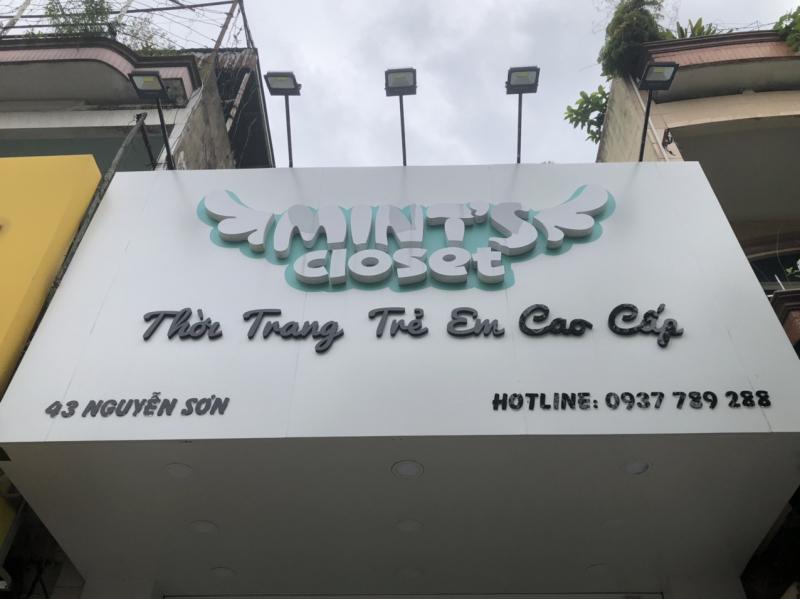 MINT'S
closet
Thời Trang Trẻ Em Cao Cấp
43 NGUYỄN SƠN
HOTLINE: 0937 789 288